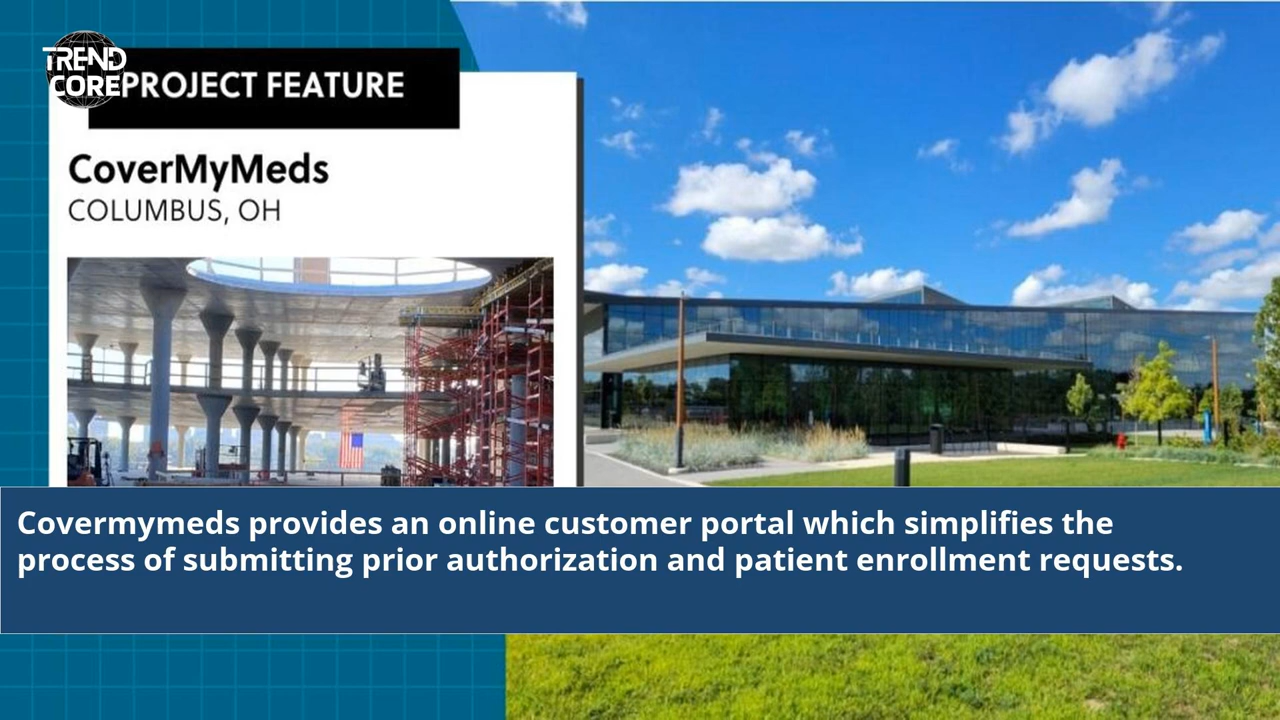 TREND
CORE
PROJECT FEATURE
CoverMyMeds
COLUMBUS, OH
Covermymeds provides an online customer portal which simplifies the
process of submitting prior authorization and patient enrollment requests.